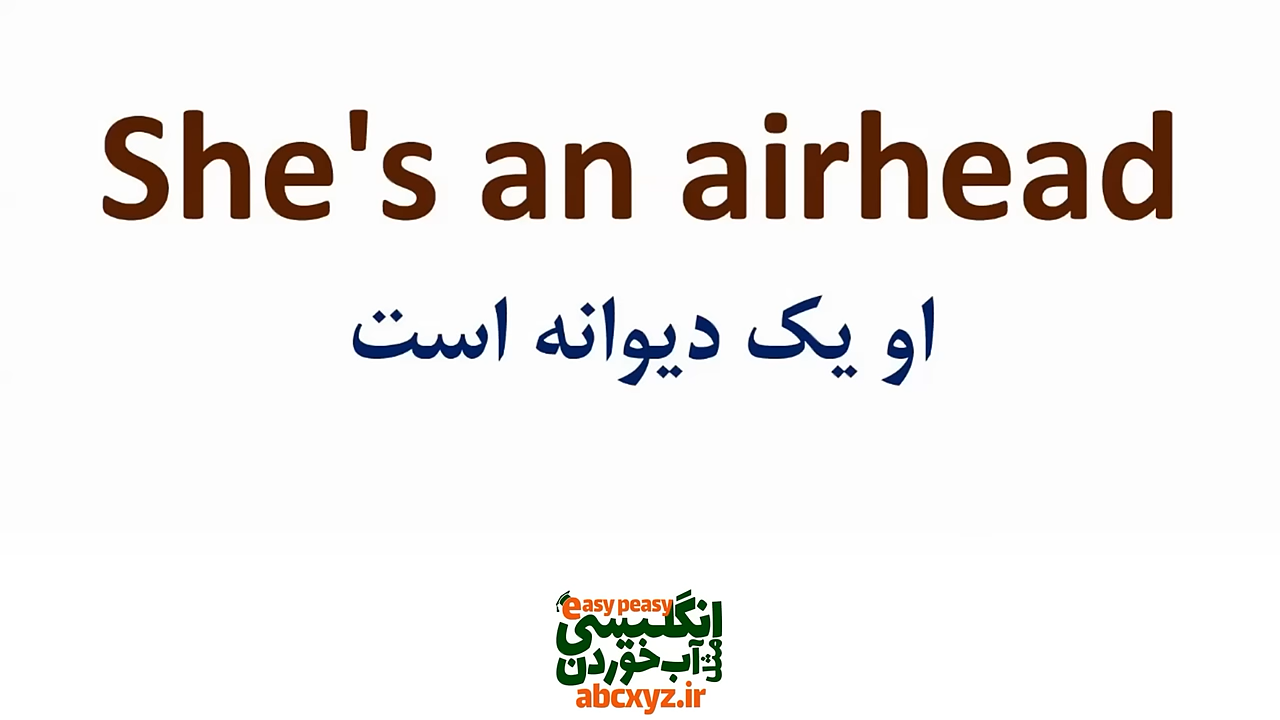 She's an airhead
او یک دیوانه است
easy peasy
انگلیسی
مثل آب خوردن
abcxyz.ir